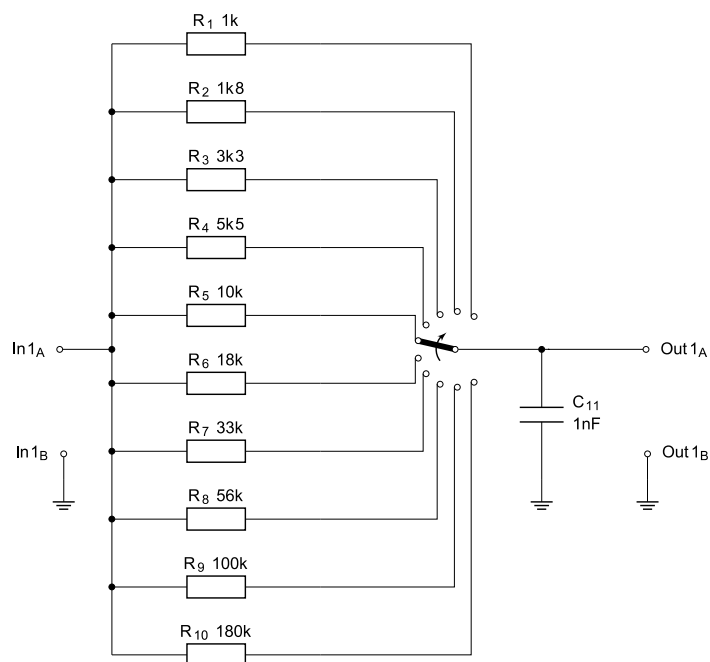 R1 1k
R2 1k8
R3 3k3
R4 5k5
R5 10k
In1A
Out1A
R6 18k
C11
1nF
R7 33k
In1B
Out1B
R8 56k
R9 100k
R10 180k